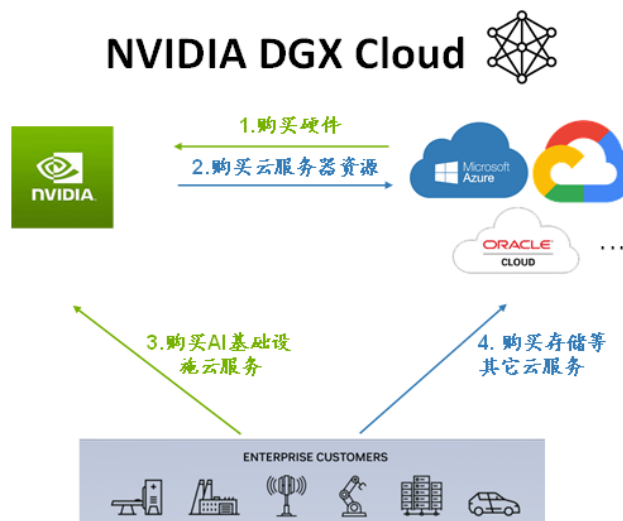 NVIDIA DGX Cloud
1.购买硬件
2.购买云服务器资源
NVIDIA.
Microsoft
Azure
ORACLE
CLOUD
...
3.购买AI基础设
施云服务
4. 购买存储等
其它云服务
ENTERPRISE CUSTOMERS